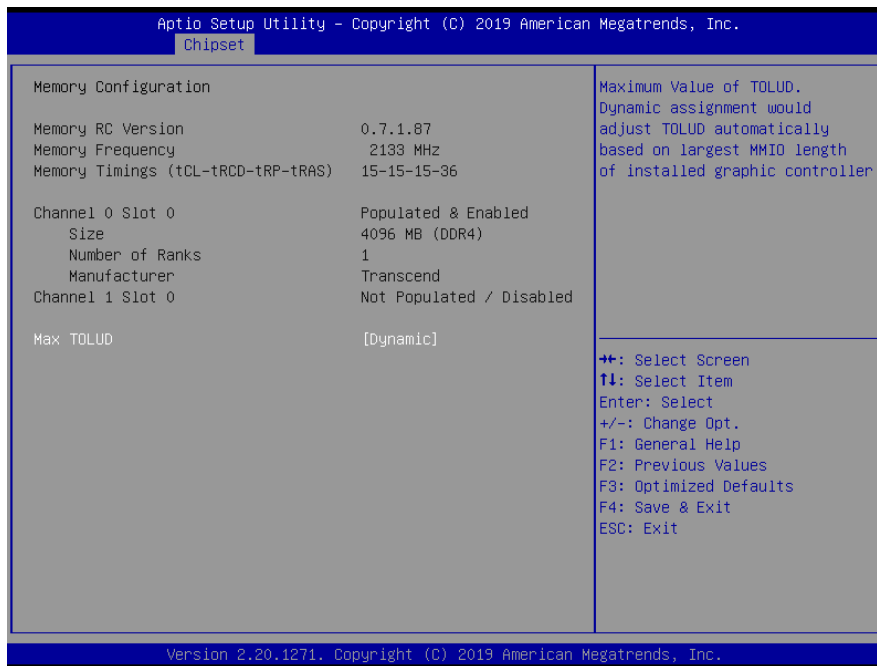 Aptio Setup Utility – Copyright (C) 2019 American Megatrends, Inc.
Chipset
Memory Configuration
Memory RC Version 0.7.1.87
Memory Frequency 2133 MHz
Memory Timings (tCL-tRCD-tRP-tRAS) 15-15-15-36
Channel 0 Slot 0 Populated & Enabled
Size 4096 MB (DDR4)
Number of Ranks 1
Manufacturer Transcend
Channel 1 Slot 0 Not Populated / Disabled
Max TOLUD [Dynamic]
Maximum Value of TOLUD.
Dynamic assignment would
adjust TOLUD automatically
based on largest MMIO length
of installed graphic controller
→←: Select Screen
↑↓: Select Item
Enter: Select
+/-: Change Opt.
F1: General Help
F2: Previous Values
F3: Optimized Defaults
F4: Save & Exit
ESC: Exit
Version 2.20.1271. Copyright (C) 2019 American Megatrends, Inc.